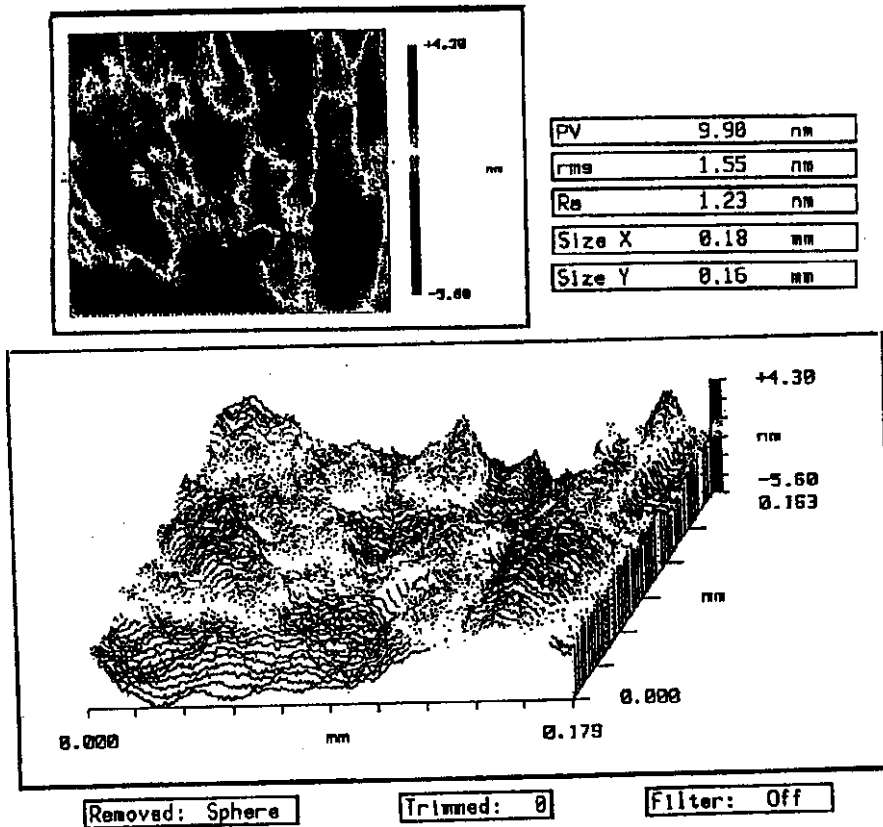 +4.30
nm
-5.60
PV 9.90 nm
rms 1.55 nm
Ra 1.23 nm
Size X 0.18 mm
Size Y 0.16 mm
+4.30
nm
-5.60
0.163
mm
0.000
0.000 mm 0.179
Removed: Sphere Trimmed: 0 Filter: Off